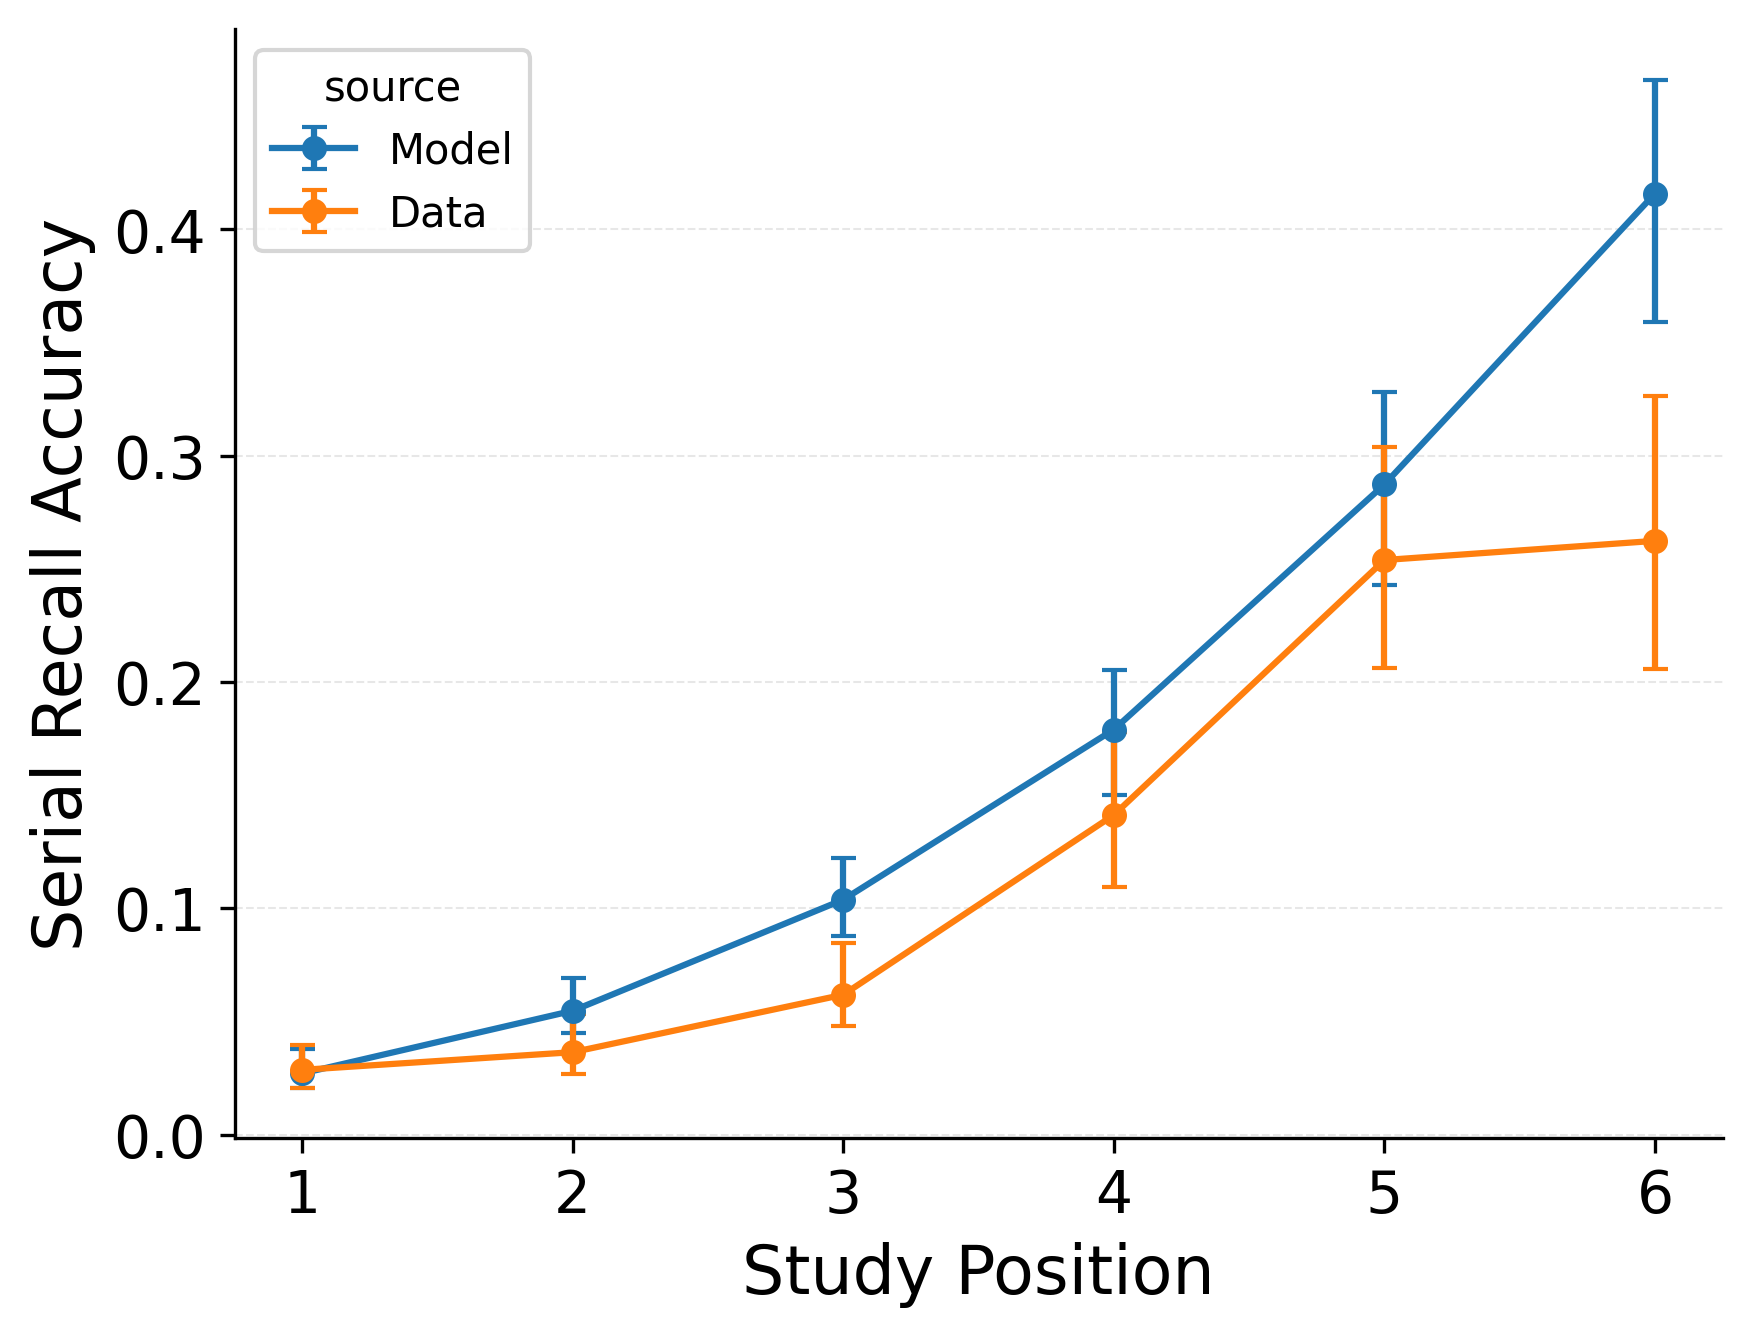 source
Model
Data
Serial Recall Accuracy
0.4
0.3
0.2
0.1
0.0
1 2 3 4 5 6
Study Position